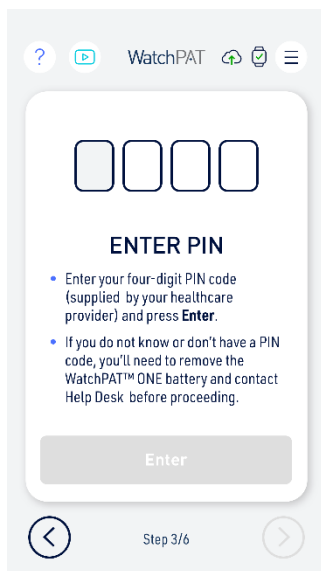 ?
WatchPAT
ENTER PIN
• Enter your four-digit PIN code
(supplied by your healthcare
provider) and press Enter.
• If you do not know or don't have a PIN
code, you'll need to remove the
WatchPAT™ ONE battery and contact
Help Desk before proceeding.
Enter
Step 3/6